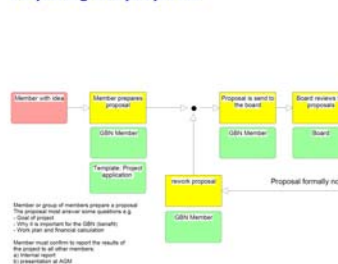 Member with idea
Member prepares
proposal
Proposal is send to
the board
Board reviews
proposals
GBN Member
GBN Member
Board
Template: Project
application
rework proposal
Proposal formally no
GBN Member
Member or group of members prepare a proposal
The proposal most answer some questions e.g.
- Goal of project
- Why it is important for the GBN (benefit)
- Work plan and financial calculation
Member must confirm to report the results of
the project to all other members:
a) Internal report
b) presentation at AGM